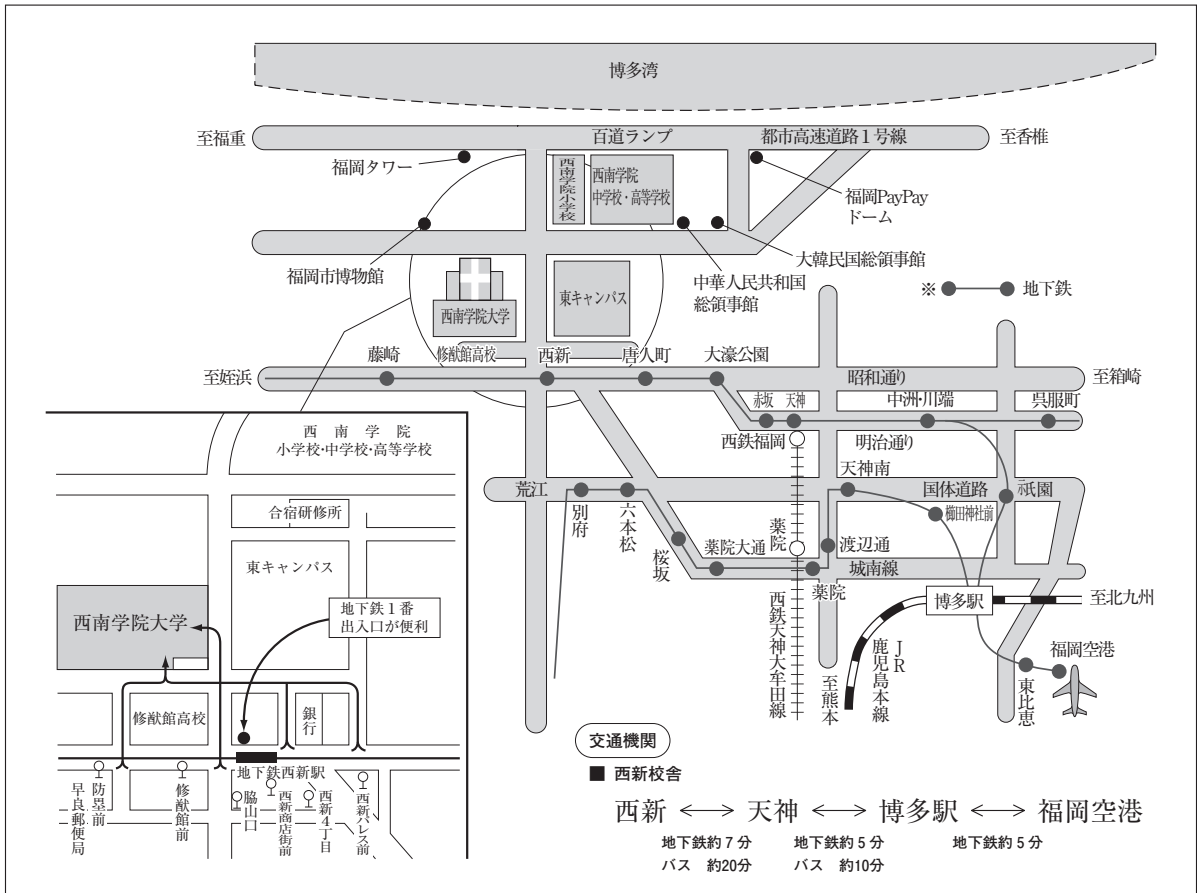 博多湾
至福重
百道ランプ
都市高速道路1号線
至香椎
福岡タワー
西南学院小学校
西南学院
中学校・高等学校
福岡PayPay
ドーム
福岡市博物館
大韓民国総領事館
中華人民共和国
総領事館
西南学院大学
東キャンパス
※
地下鉄
藤崎
修猷館高校
西新
唐人町
大濠公園
至姪浜
昭和通り
至箱崎
赤坂
天神
中洲・川端
呉服町
西鉄福岡
明治通り
天神南
荒江
国体道路
祇園
別府
六本松
櫛田神社前
桜坂
薬院大通
薬院
渡辺通
城南線
薬院
博多駅
至北九州
西鉄天神大牟田線
至熊本
JR
鹿児島本線
福岡空港
東比恵
西南学院
小学校・中学校・高等学校
合宿研修所
東キャンパス
地下鉄1番
出入口が便利
西南学院大学
修猷館高校
銀行
地下鉄西新駅
早良郵便局
防塁前
修猷館前
脇山口
西新商店街前
西新4丁目
西新パレス前
交通機関
■ 西新校舎
西新 ⟷ 天神 ⟷ 博多駅 ⟷ 福岡空港
地下鉄約7分 地下鉄約5分 地下鉄約5分
バス 約20分 バス 約10分